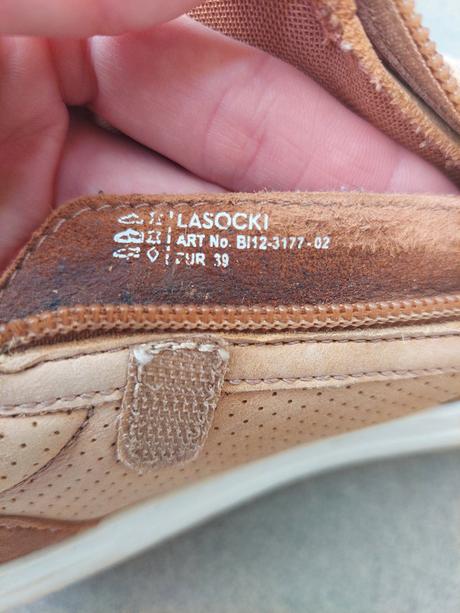 LASOCKI
ART No. BI12-3177-02
EUR 39